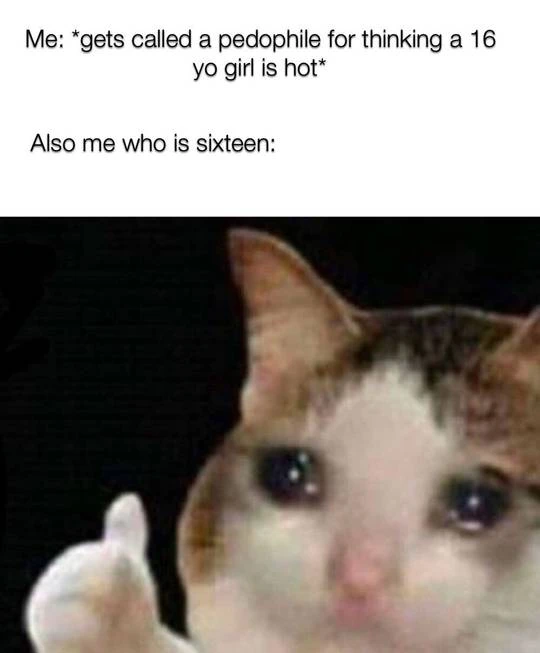 Me: *gets called a pedophile for thinking a 16
yo girl is hot*
Also me who is sixteen: